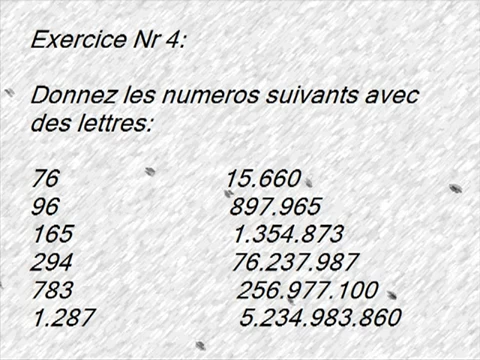 Exercice Nr 4:
Donnez les numeros suivants avec
des lettres:
76 15.660
96 897.965
165 1.354.873
294 76.237.987
783 256.977.100
1.287 5.234.983.860